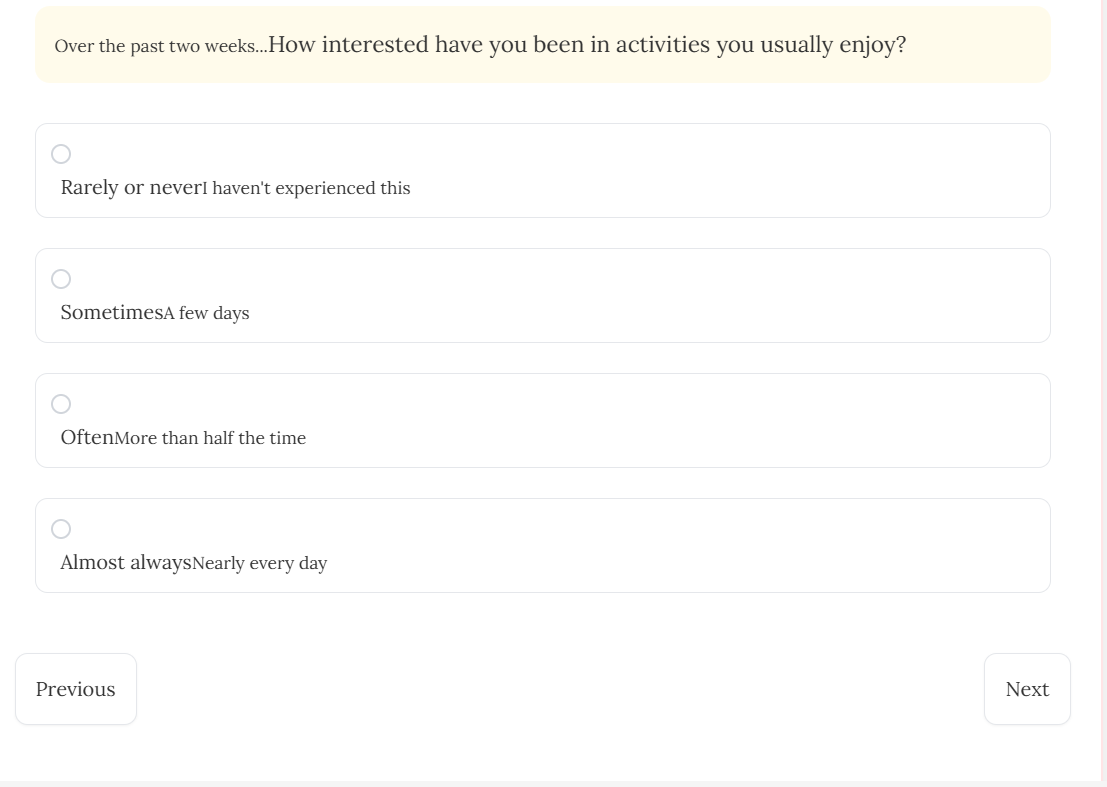 Over the past two weeks...How interested have you been in activities you usually enjoy?
Rarely or neverI haven't experienced this
SometimesA few days
OftenMore than half the time
Almost alwaysNearly every day
Previous
Next